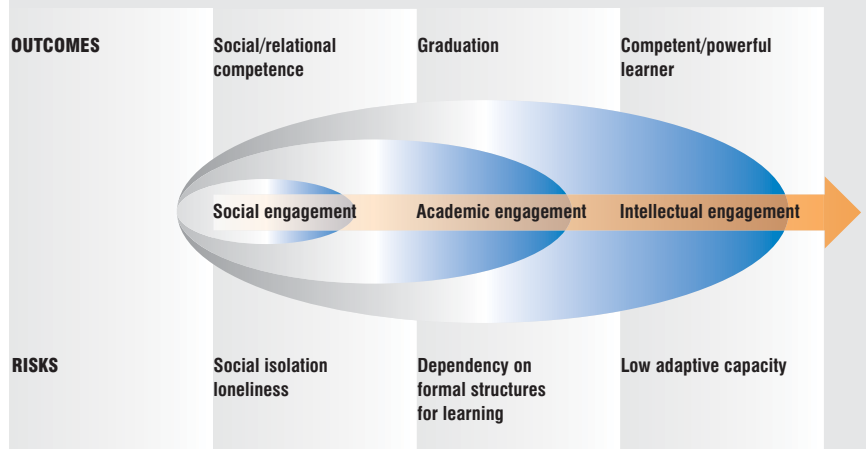 OUTCOMES
Social/relational
competence
Graduation
Competent/powerful
learner
Social engagement
Academic engagement
Intellectual engagement
RISKS
Social isolation
loneliness
Dependency on
formal structures
for learning
Low adaptive capacity